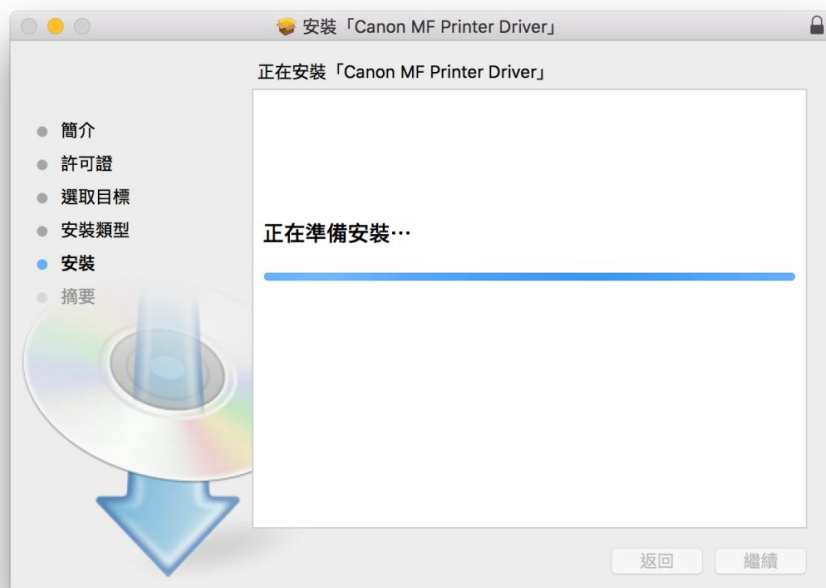 安裝「Canon MF Printer Driver」
正在安裝「Canon MF Printer Driver」
簡介
許可證
選取目標
安裝類型
安裝
摘要
正在準備安裝⋯
返回
繼續